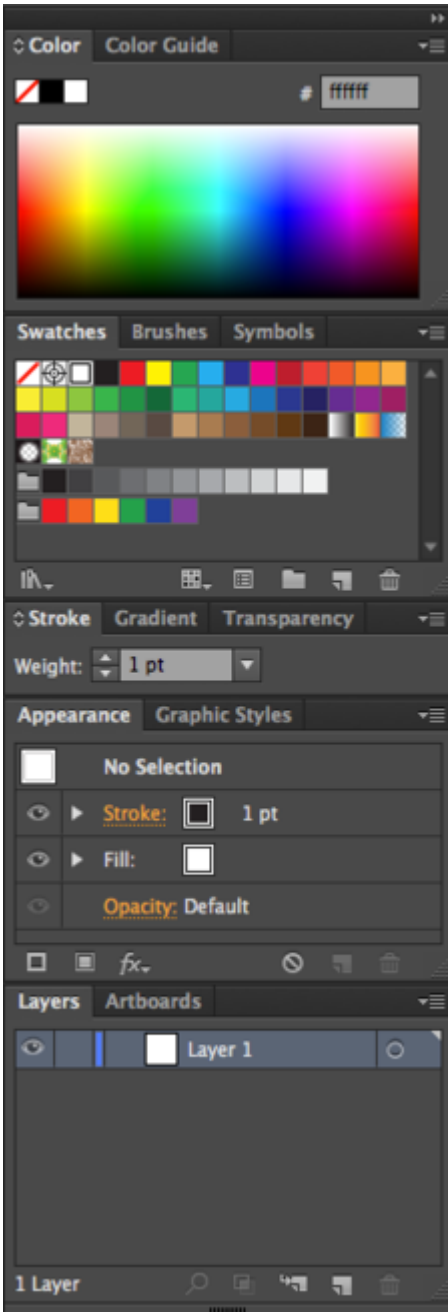 Color Color Guide
# ffffff
Swatches Brushes Symbols
Stroke Gradient Transparency
Weight: 1 pt
Appearance Graphic Styles
No Selection
Stroke: 1 pt
Fill:
Opacity: Default
fx
Layers Artboards
Layer 1
1 Layer